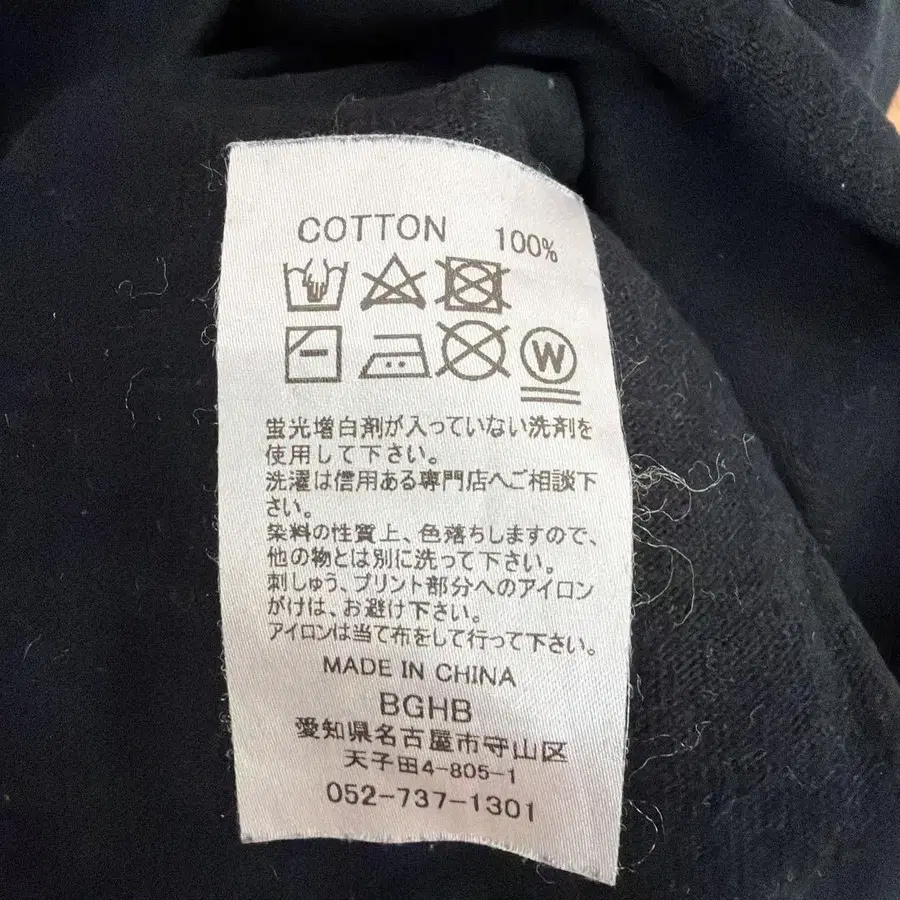 COTTON 100%
W
蛍光増白剤が入っていない洗剤を
使用して下さい。
洗濯は信用ある専門店へご相談下
さい。
染料の性質上、色落ちしますので、
他の物とは別に洗って下さい。
刺しゅう、プリント部分へのアイロン
がけは、お避け下さい。
アイロンは当て布をして行って下さい。
MADE IN CHINA
BGHB
愛知県名古屋市守山区
天子田4-805-1
052-737-1301